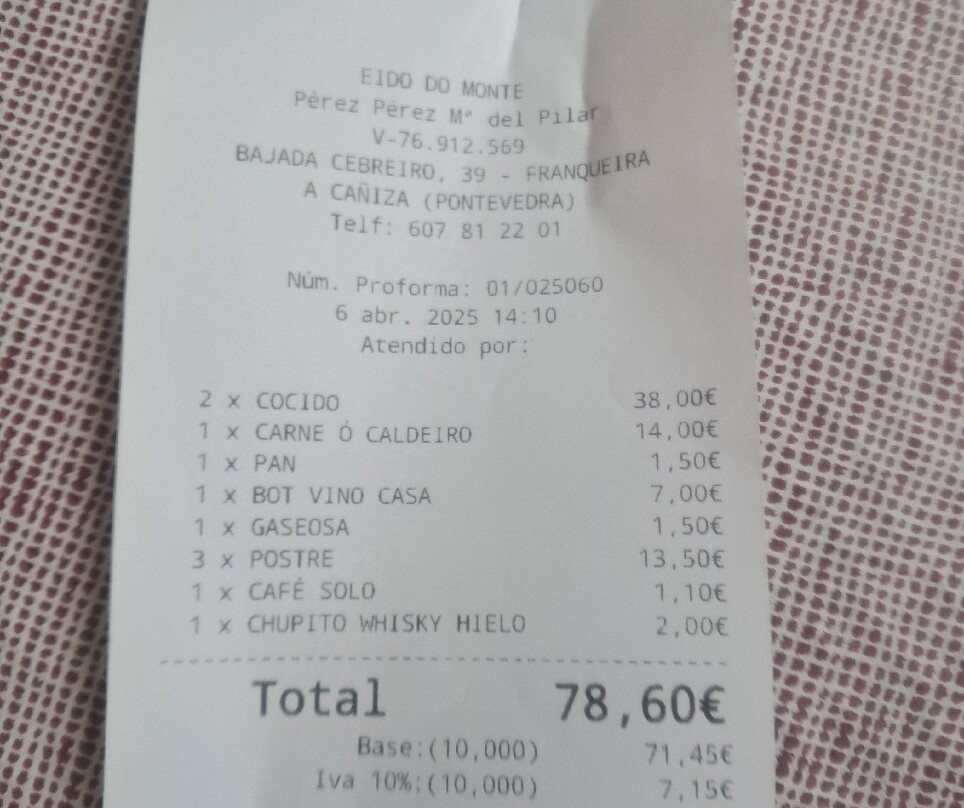 EIDO DO MONTE
Pérez Pérez Mª del Pilar
V-76.912.569
BAJADA CEBREIRO, 39 - FRANQUEIRA
A CAÑIZA (PONTEVEDRA)
Telf: 607 81 22 01
Núm. Proforma: 01/025060
6 abr. 2025 14:10
Atendido por:
2 x COCIDO 38,00€
1 x CARNE Ó CALDEIRO 14,00€
1 x PAN 1,50€
1 x BOT VINO CASA 7,00€
1 x GASEOSA 1,50€
3 x POSTRE 13,50€
1 x CAFÉ SOLO 1,10€
1 x CHUPITO WHISKY HIELO 2,00€
Total 78,60€
Base:(10,000) 71,45€
Iva 10%:(10,000) 7,15€